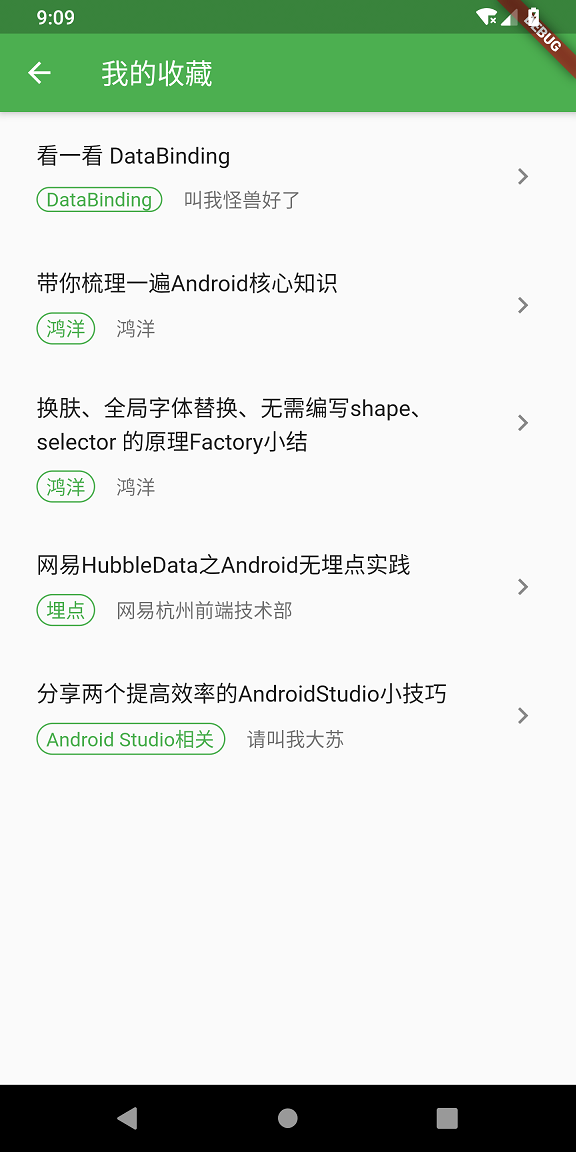 9:09
DEBUG
我的收藏
看一看 DataBinding
DataBinding 叫我怪兽好了
带你梳理一遍Android核心知识
鸿洋 鸿洋
换肤、全局字体替换、无需编写shape、
selector 的原理Factory小结
鸿洋 鸿洋
网易HubbleData之Android无埋点实践
埋点 网易杭州前端技术部
分享两个提高效率的AndroidStudio小技巧
Android Studio相关 请叫我大苏